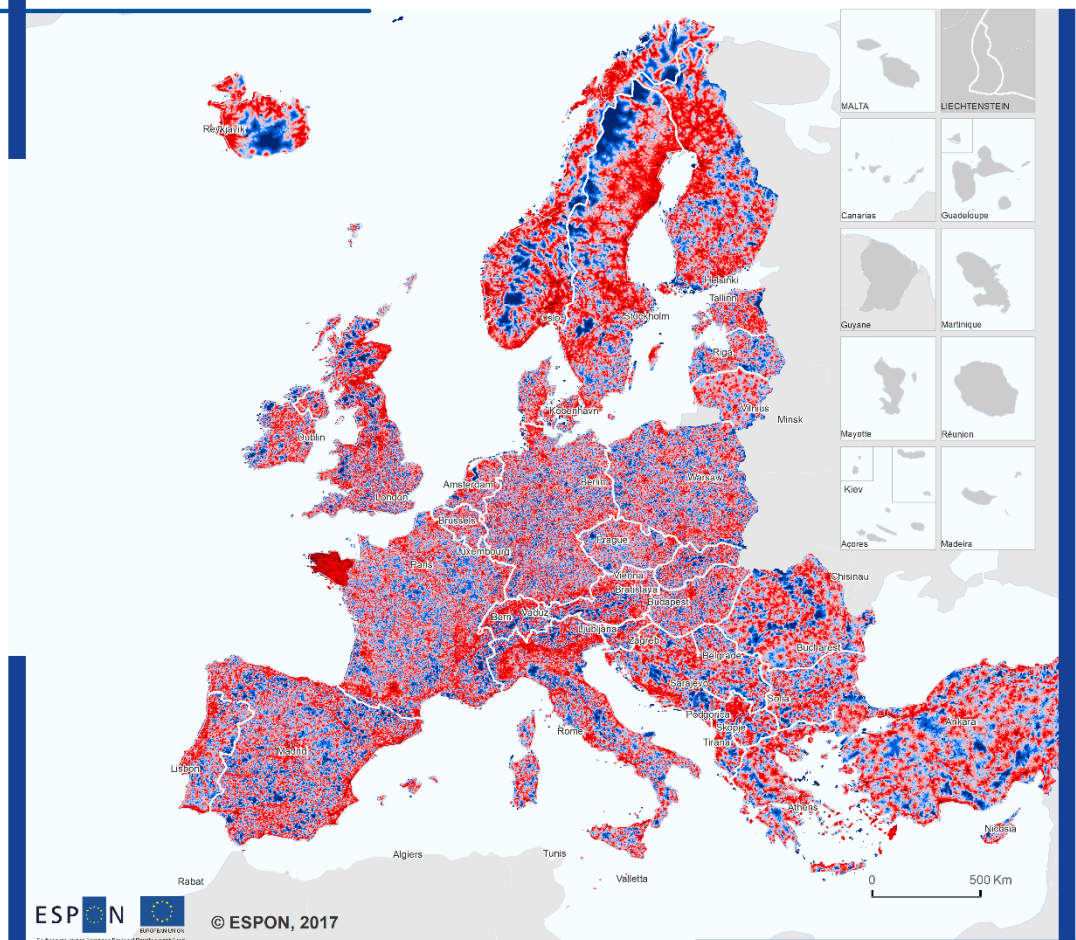 MALTA
LIECHTENSTEIN
Reykjavík
Canarias
Guadeloupe
Helsinki
Tallinn
Oslo
Stockholm
Guyane
Martinique
Riga
København
Vilnius
Minsk
Dublin
Mayotte
Réunion
Amsterdam
Berlin
Warsaw
London
Kiev
Brussels
Prague
Açores
Madeira
Luxembourg
Paris
Vienna
Chisinau
Bratislava
Budapest
Vaduz
Bern
Ljubljana
Zagreb
Bucharest
Belgrade
Sarajevo
Sofia
Podgorica
Skopje
Ankara
Rome
Tirana
Madrid
Lisbon
Athens
Nicosia
Algiers
Tunis
Valletta
Rabat
0 500 Km
ESPON
EUROPEAN UNION
© ESPON, 2017